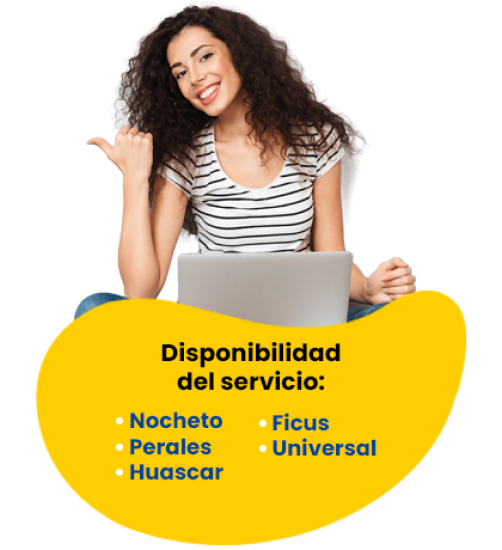 Disponibilidad
del servicio:
• Nocheto
• Perales
• Huascar
• Ficus
• Universal